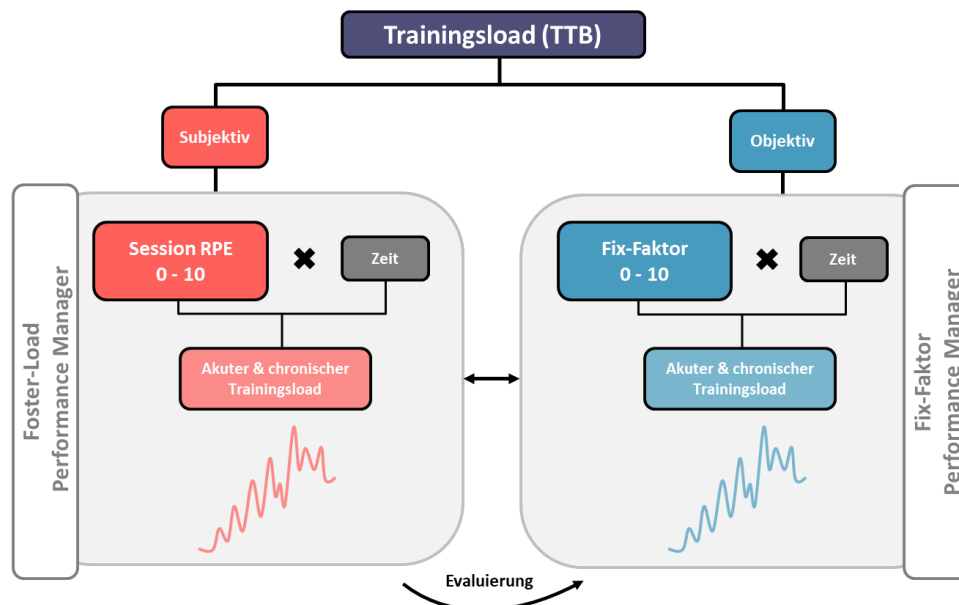 Trainingsload (TTB)
Subjektiv
Objektiv
Foster-Load
Performance Manager
Session RPE
0 - 10
Zeit
Akuter & chronischer
Trainingsload
Fix-Faktor
0 - 10
Zeit
Akuter & chronischer
Trainingsload
Fix-Faktor
Performance Manager
Evaluierung